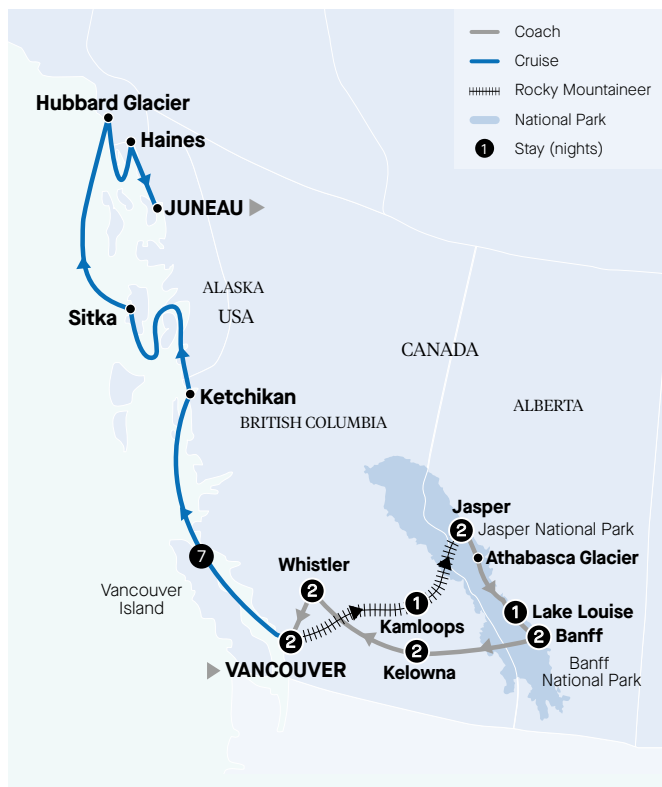 Coach
Cruise
Rocky Mountaineer
National Park
1 Stay (nights)
Hubbard Glacier
Haines
JUNEAU
ALASKA
USA
Sitka
CANADA
Ketchikan
ALBERTA
BRITISH COLUMBIA
Jasper
2 Jasper National Park
Athabasca Glacier
7
Whistler
2
Vancouver
Island
1
Kamloops
1 Lake Louise
2 Banff
2
VANCOUVER
2
Kelowna
Banff
National Park